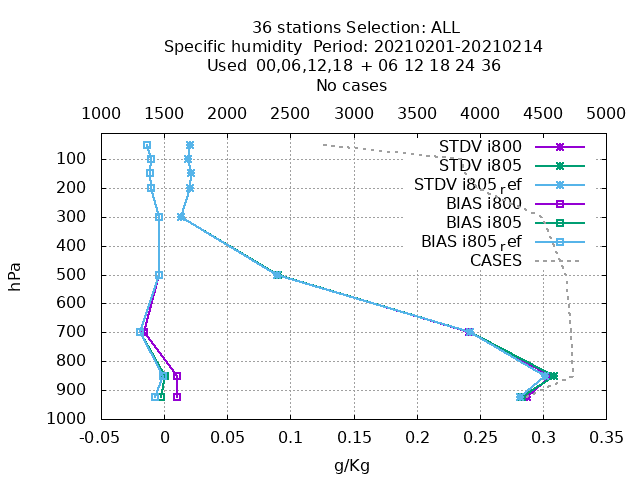 36 stations Selection: ALL
Specific humidity  Period: 20210201-20210214
Used  00,06,12,18 + 06 12 18 24 36
No cases
1000 1500 2000 2500 3000 3500 4000 4500 5000
STDV i800
STDV i805
STDV i805ref
BIAS i800
BIAS i805
BIAS i805ref
CASES
hPa
100
200
300
400
500
600
700
800
900
1000
-0.05 0 0.05 0.1 0.15 0.2 0.25 0.3 0.35
g/Kg